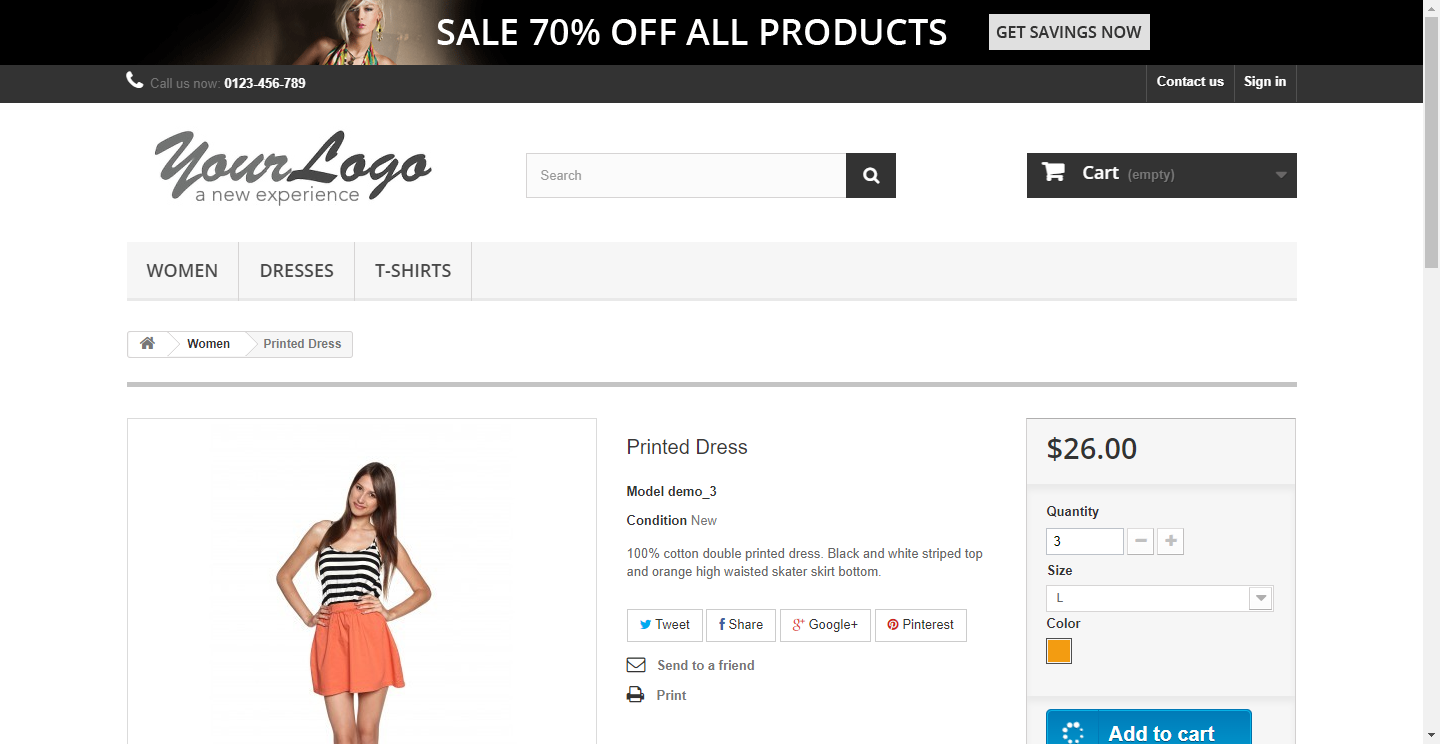 SALE 70% OFF ALL PRODUCTS GET SAVINGS NOW
Call us now: 0123-456-789 Contact us Sign in
YourLogo
a new experience
Search
Cart (empty)
WOMEN DRESSES T-SHIRTS
Women Printed Dress
Printed Dress
Model demo_3
Condition New
100% cotton double printed dress. Black and white striped top
and orange high waisted skater skirt bottom.
Tweet Share Google+ Pinterest
Send to a friend
Print
$26.00
Quantity
3
Size
L
Color
Add to cart